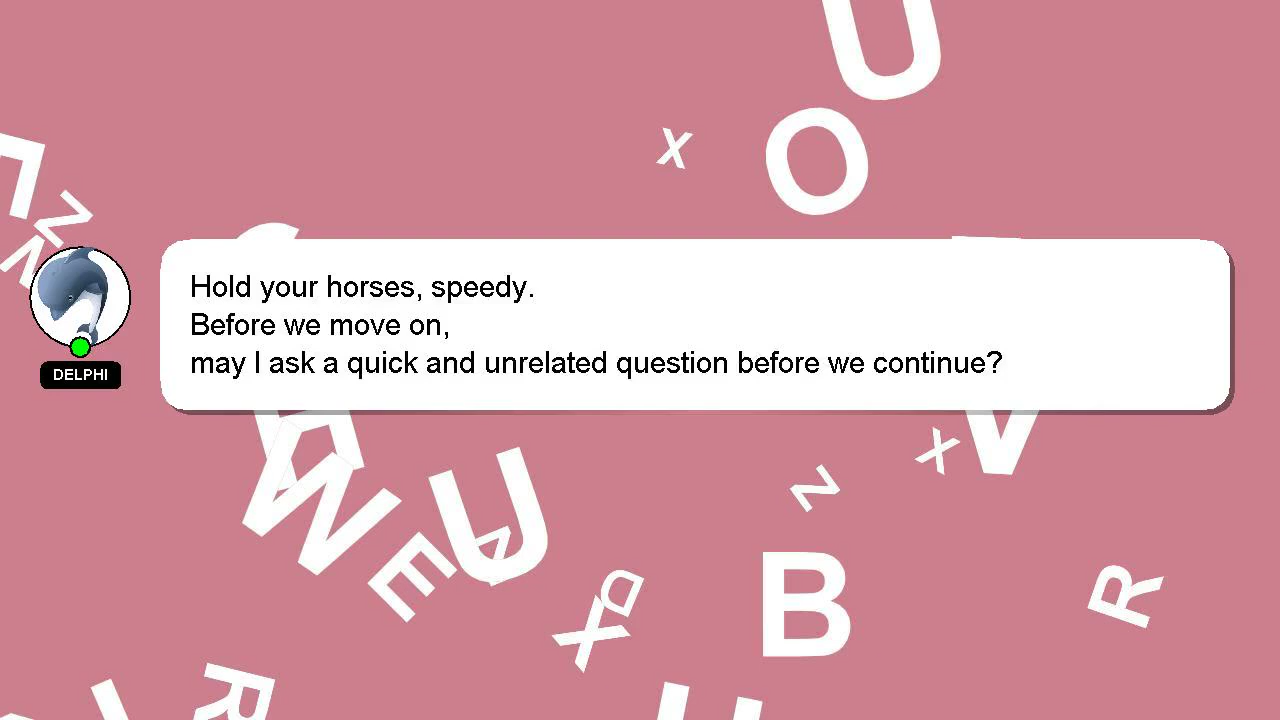 U
O
X
Z
Hold your horses, speedy.
Before we move on,
may I ask a quick and unrelated question before we continue?
DELPHI
V
X
W
U
Z
E
B
D
X
R
R